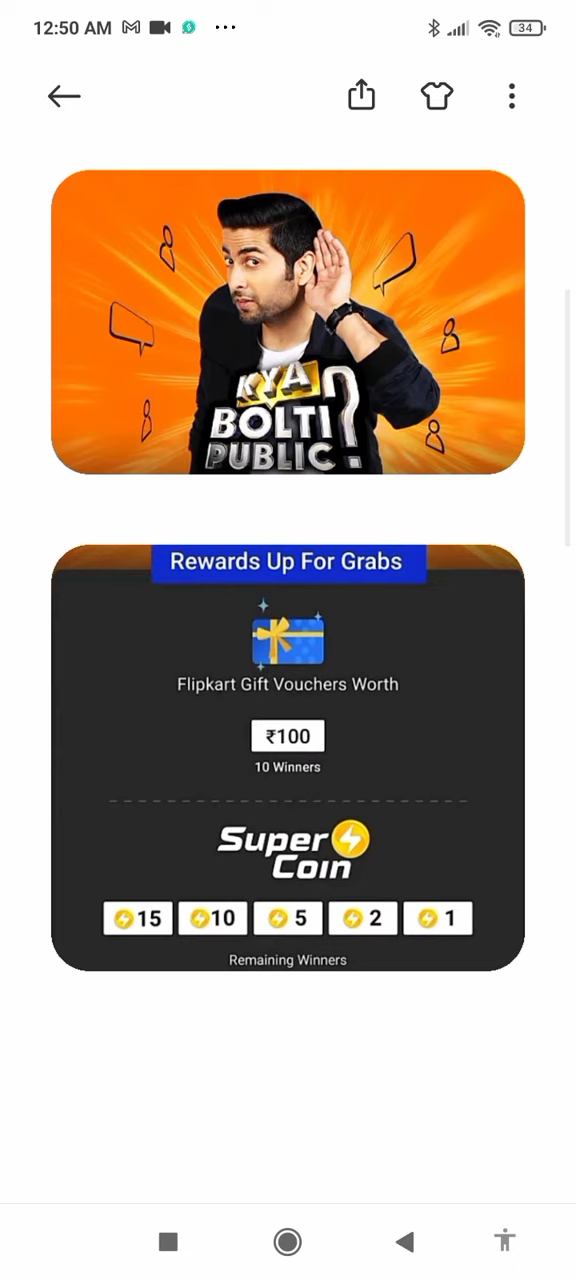 12:50 AM
34
KYA
BOLTI
PUBLIC?
Rewards Up For Grabs
Flipkart Gift Vouchers Worth
₹100
10 Winners
Super
Coin
15 10 5 2 1
Remaining Winners